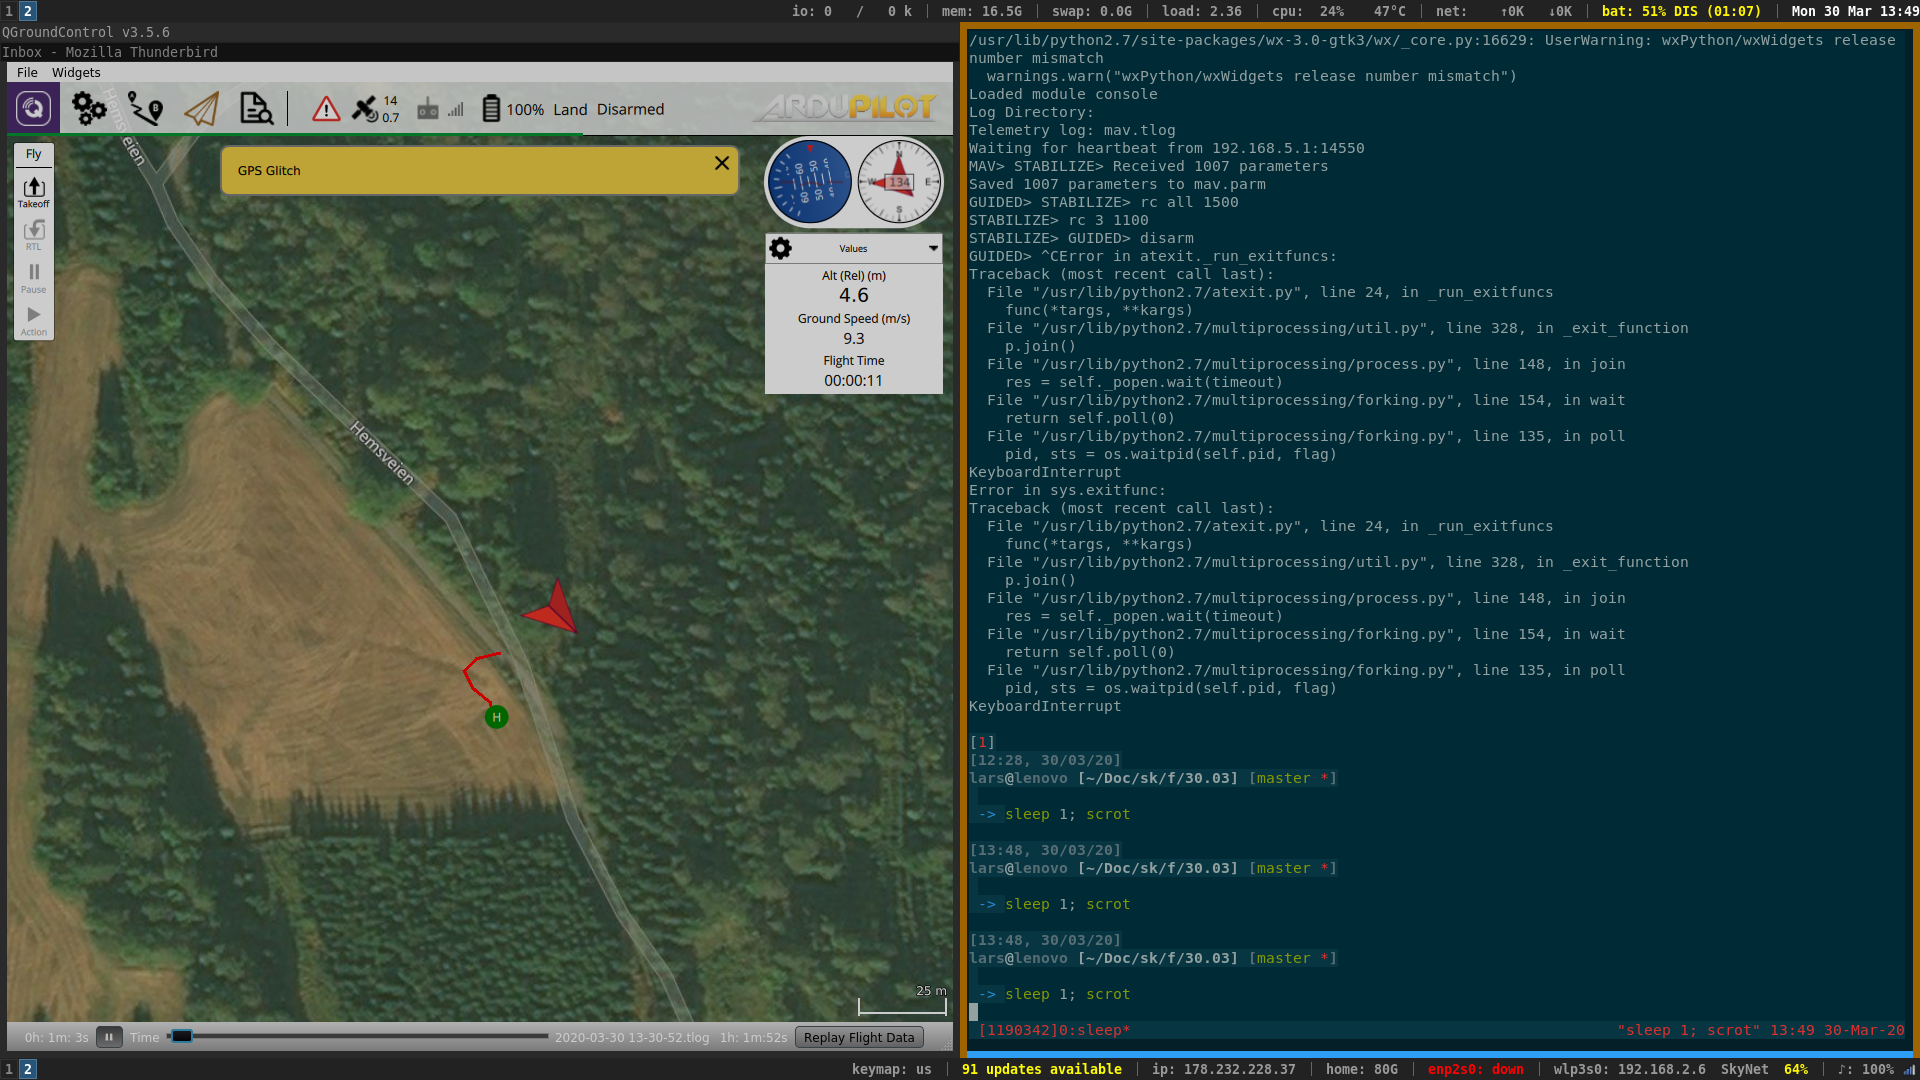 1 2
io: 0 / 0 k | mem: 16.5G | swap: 0.0G | load: 2.36 | cpu: 24% 47°C | net: ↑0K ↓0K | bat: 51% DIS (01:07) | Mon 30 Mar 13:49
QGroundControl v3.5.6
Inbox - Mozilla Thunderbird
File Widgets
14
0.7
100% Land Disarmed
ARDUPILOT
Hemsveien
Fly
Takeoff
RTL
Pause
Action
GPS Glitch
60 50
60 50
N
W 134 E
S
Values
Alt (Rel) (m)
4.6
Ground Speed (m/s)
9.3
Flight Time
00:00:11
Hemsveien
H
25 m
0h: 1m: 3s Time 2020-03-30 13-30-52.tlog 1h: 1m:52s Replay Flight Data
/usr/lib/python2.7/site-packages/wx-3.0-gtk3/wx/_core.py:16629: UserWarning: wxPython/wxWidgets release
number mismatch
warnings.warn("wxPython/wxWidgets release number mismatch")
Loaded module console
Log Directory:
Telemetry log: mav.tlog
Waiting for heartbeat from 192.168.5.1:14550
MAV> STABILIZE> Received 1007 parameters
Saved 1007 parameters to mav.parm
GUIDED> STABILIZE> rc all 1500
STABILIZE> rc 3 1100
STABILIZE> GUIDED> disarm
GUIDED> ^CError in atexit._run_exitfuncs:
Traceback (most recent call last):
File "/usr/lib/python2.7/atexit.py", line 24, in _run_exitfuncs
func(*targs, **kargs)
File "/usr/lib/python2.7/multiprocessing/util.py", line 328, in _exit_function
p.join()
File "/usr/lib/python2.7/multiprocessing/process.py", line 148, in join
res = self._popen.wait(timeout)
File "/usr/lib/python2.7/multiprocessing/forking.py", line 154, in wait
return self.poll(0)
File "/usr/lib/python2.7/multiprocessing/forking.py", line 135, in poll
pid, sts = os.waitpid(self.pid, flag)
KeyboardInterrupt
Error in sys.exitfunc:
Traceback (most recent call last):
File "/usr/lib/python2.7/atexit.py", line 24, in _run_exitfuncs
func(*targs, **kargs)
File "/usr/lib/python2.7/multiprocessing/util.py", line 328, in _exit_function
p.join()
File "/usr/lib/python2.7/multiprocessing/process.py", line 148, in join
res = self._popen.wait(timeout)
File "/usr/lib/python2.7/multiprocessing/forking.py", line 154, in wait
return self.poll(0)
File "/usr/lib/python2.7/multiprocessing/forking.py", line 135, in poll
pid, sts = os.waitpid(self.pid, flag)
KeyboardInterrupt
[1]
[12:28, 30/03/20]
lars@lenovo [~/Doc/sk/f/30.03] [master *]
-> sleep 1; scrot
[13:48, 30/03/20]
lars@lenovo [~/Doc/sk/f/30.03] [master *]
-> sleep 1; scrot
[13:48, 30/03/20]
lars@lenovo [~/Doc/sk/f/30.03] [master *]
-> sleep 1; scrot
[1190342]0:sleep* "sleep 1; scrot" 13:49 30-Mar-20
1 2
keymap: us | 91 updates available | ip: 178.232.228.37 | home: 80G | enp2s0: down | wlp3s0: 192.168.2.6 SkyNet 64% | ♪: 100%